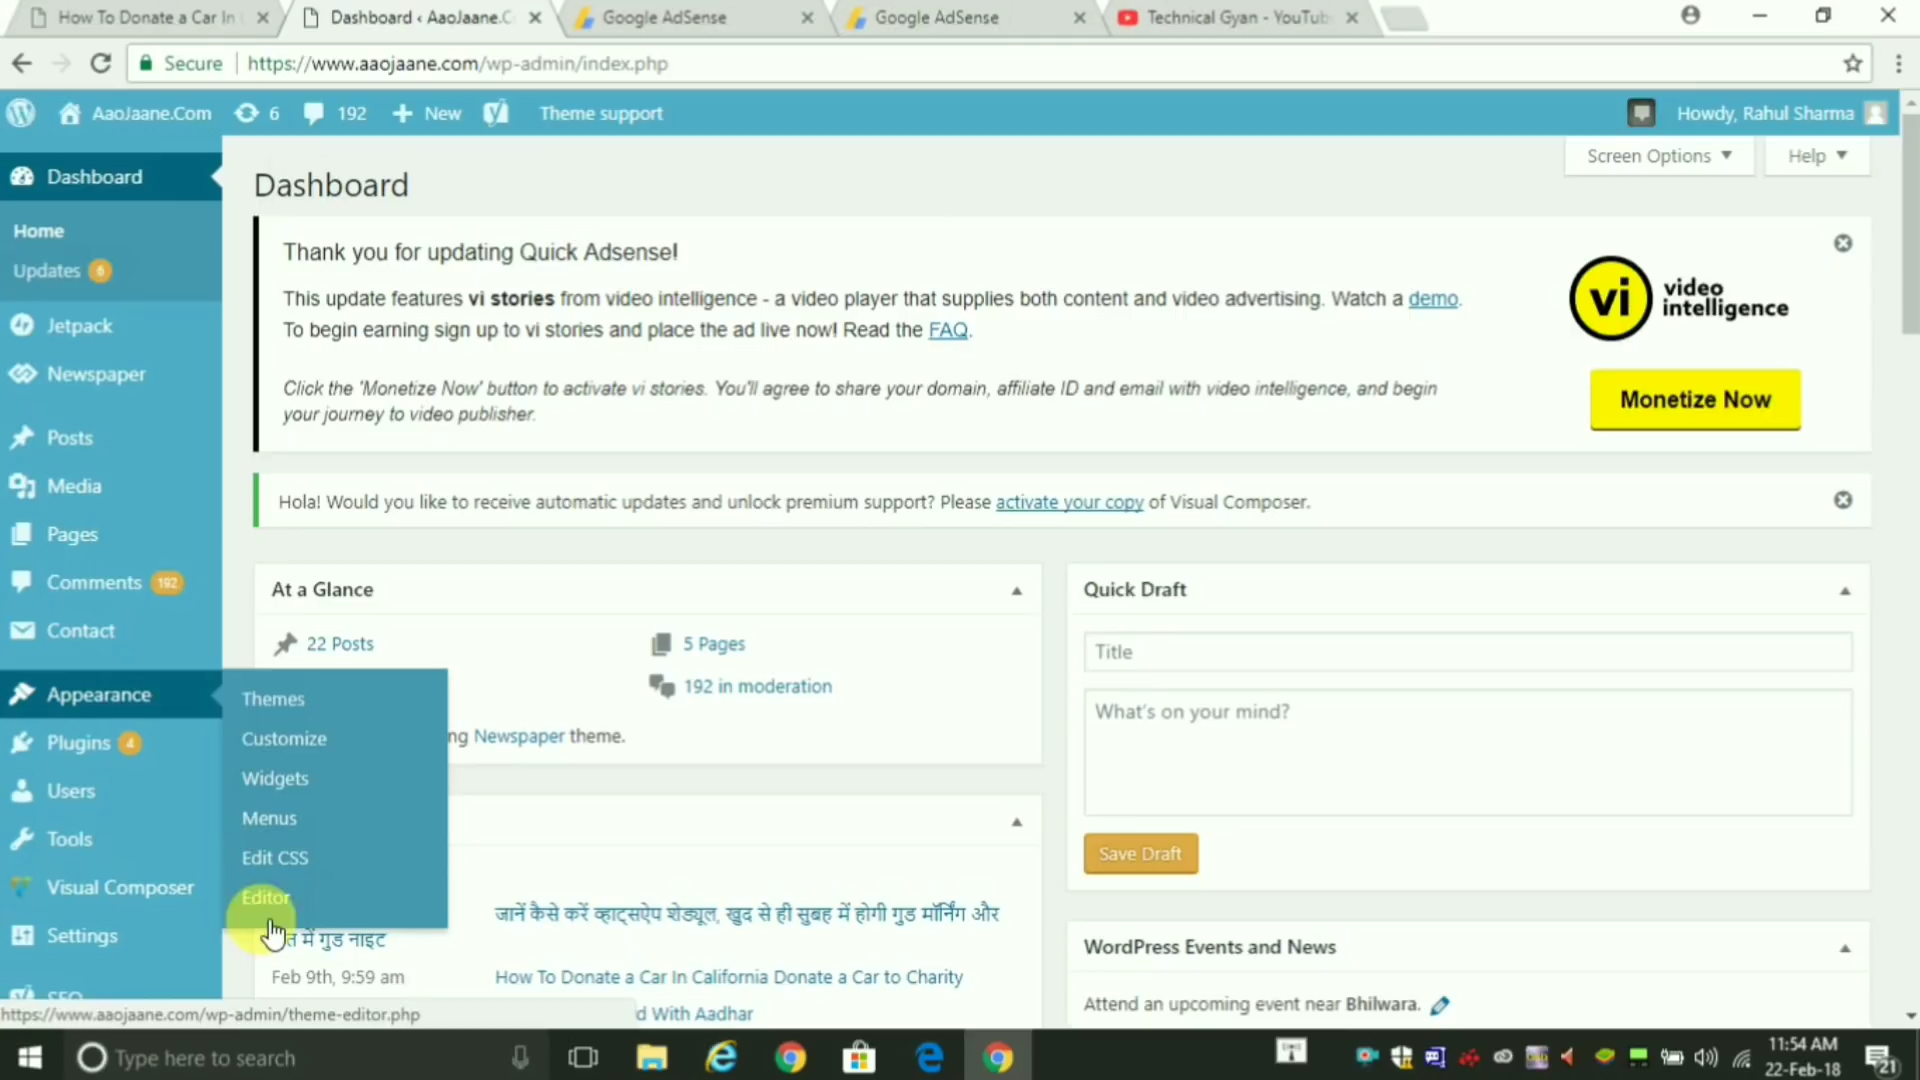 How To Donate a Car In
Dashboard ‹ AaoJaane.C
Google AdSense
Google AdSense
Technical Gyan - YouTub
Secure
https://www.aaojaane.com/wp-admin/index.php
AaoJaane.Com
6
192
New
Theme support
Howdy, Rahul Sharma
Screen Options
Help
Dashboard
Home
Updates 6
Jetpack
Newspaper
Posts
Media
Pages
Comments 192
Contact
Appearance
Plugins 4
Users
Tools
Visual Composer
Settings
SEO
Themes
Customize
Widgets
Menus
Edit CSS
Editor
Dashboard
Thank you for updating Quick Adsense!
This update features vi stories from video intelligence - a video player that supplies both content and video advertising. Watch a demo.
To begin earning sign up to vi stories and place the ad live now! Read the FAQ.
Click the 'Monetize Now' button to activate vi stories. You'll agree to share your domain, affiliate ID and email with video intelligence, and begin
your journey to video publisher.
vi video
intelligence
Monetize Now
Hola! Would you like to receive automatic updates and unlock premium support? Please activate your copy of Visual Composer.
At a Glance
22 Posts
5 Pages
192 in moderation
ng Newspaper theme.
जानें कैसे करें व्हाट्सऐप शेड्यूल, खुद से ही सुबह में होगी गुड मॉर्निंग और
त में गुड नाइट
Feb 9th, 9:59 am
How To Donate a Car In California Donate a Car to Charity
d With Aadhar
Quick Draft
Title
What's on your mind?
Save Draft
WordPress Events and News
Attend an upcoming event near Bhilwara.
https://www.aaojaane.com/wp-admin/theme-editor.php
Type here to search
11:54 AM
22-Feb-18
21